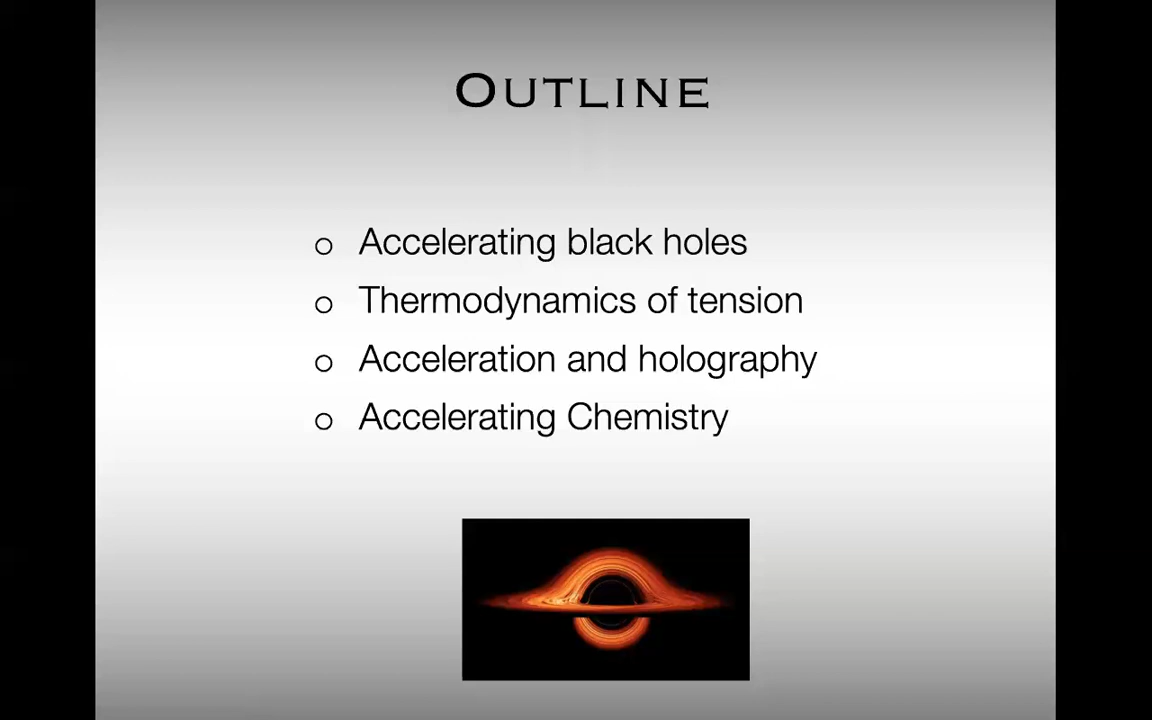 OUTLINE
Accelerating black holes
Thermodynamics of tension
Acceleration and holography
Accelerating Chemistry